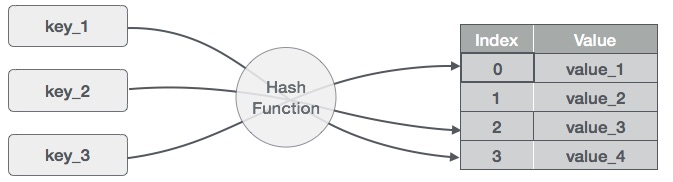 key_1
key_2
key_3
Hash
Function
Index Value
0 value_1
1 value_2
2 value_3
3 value_4